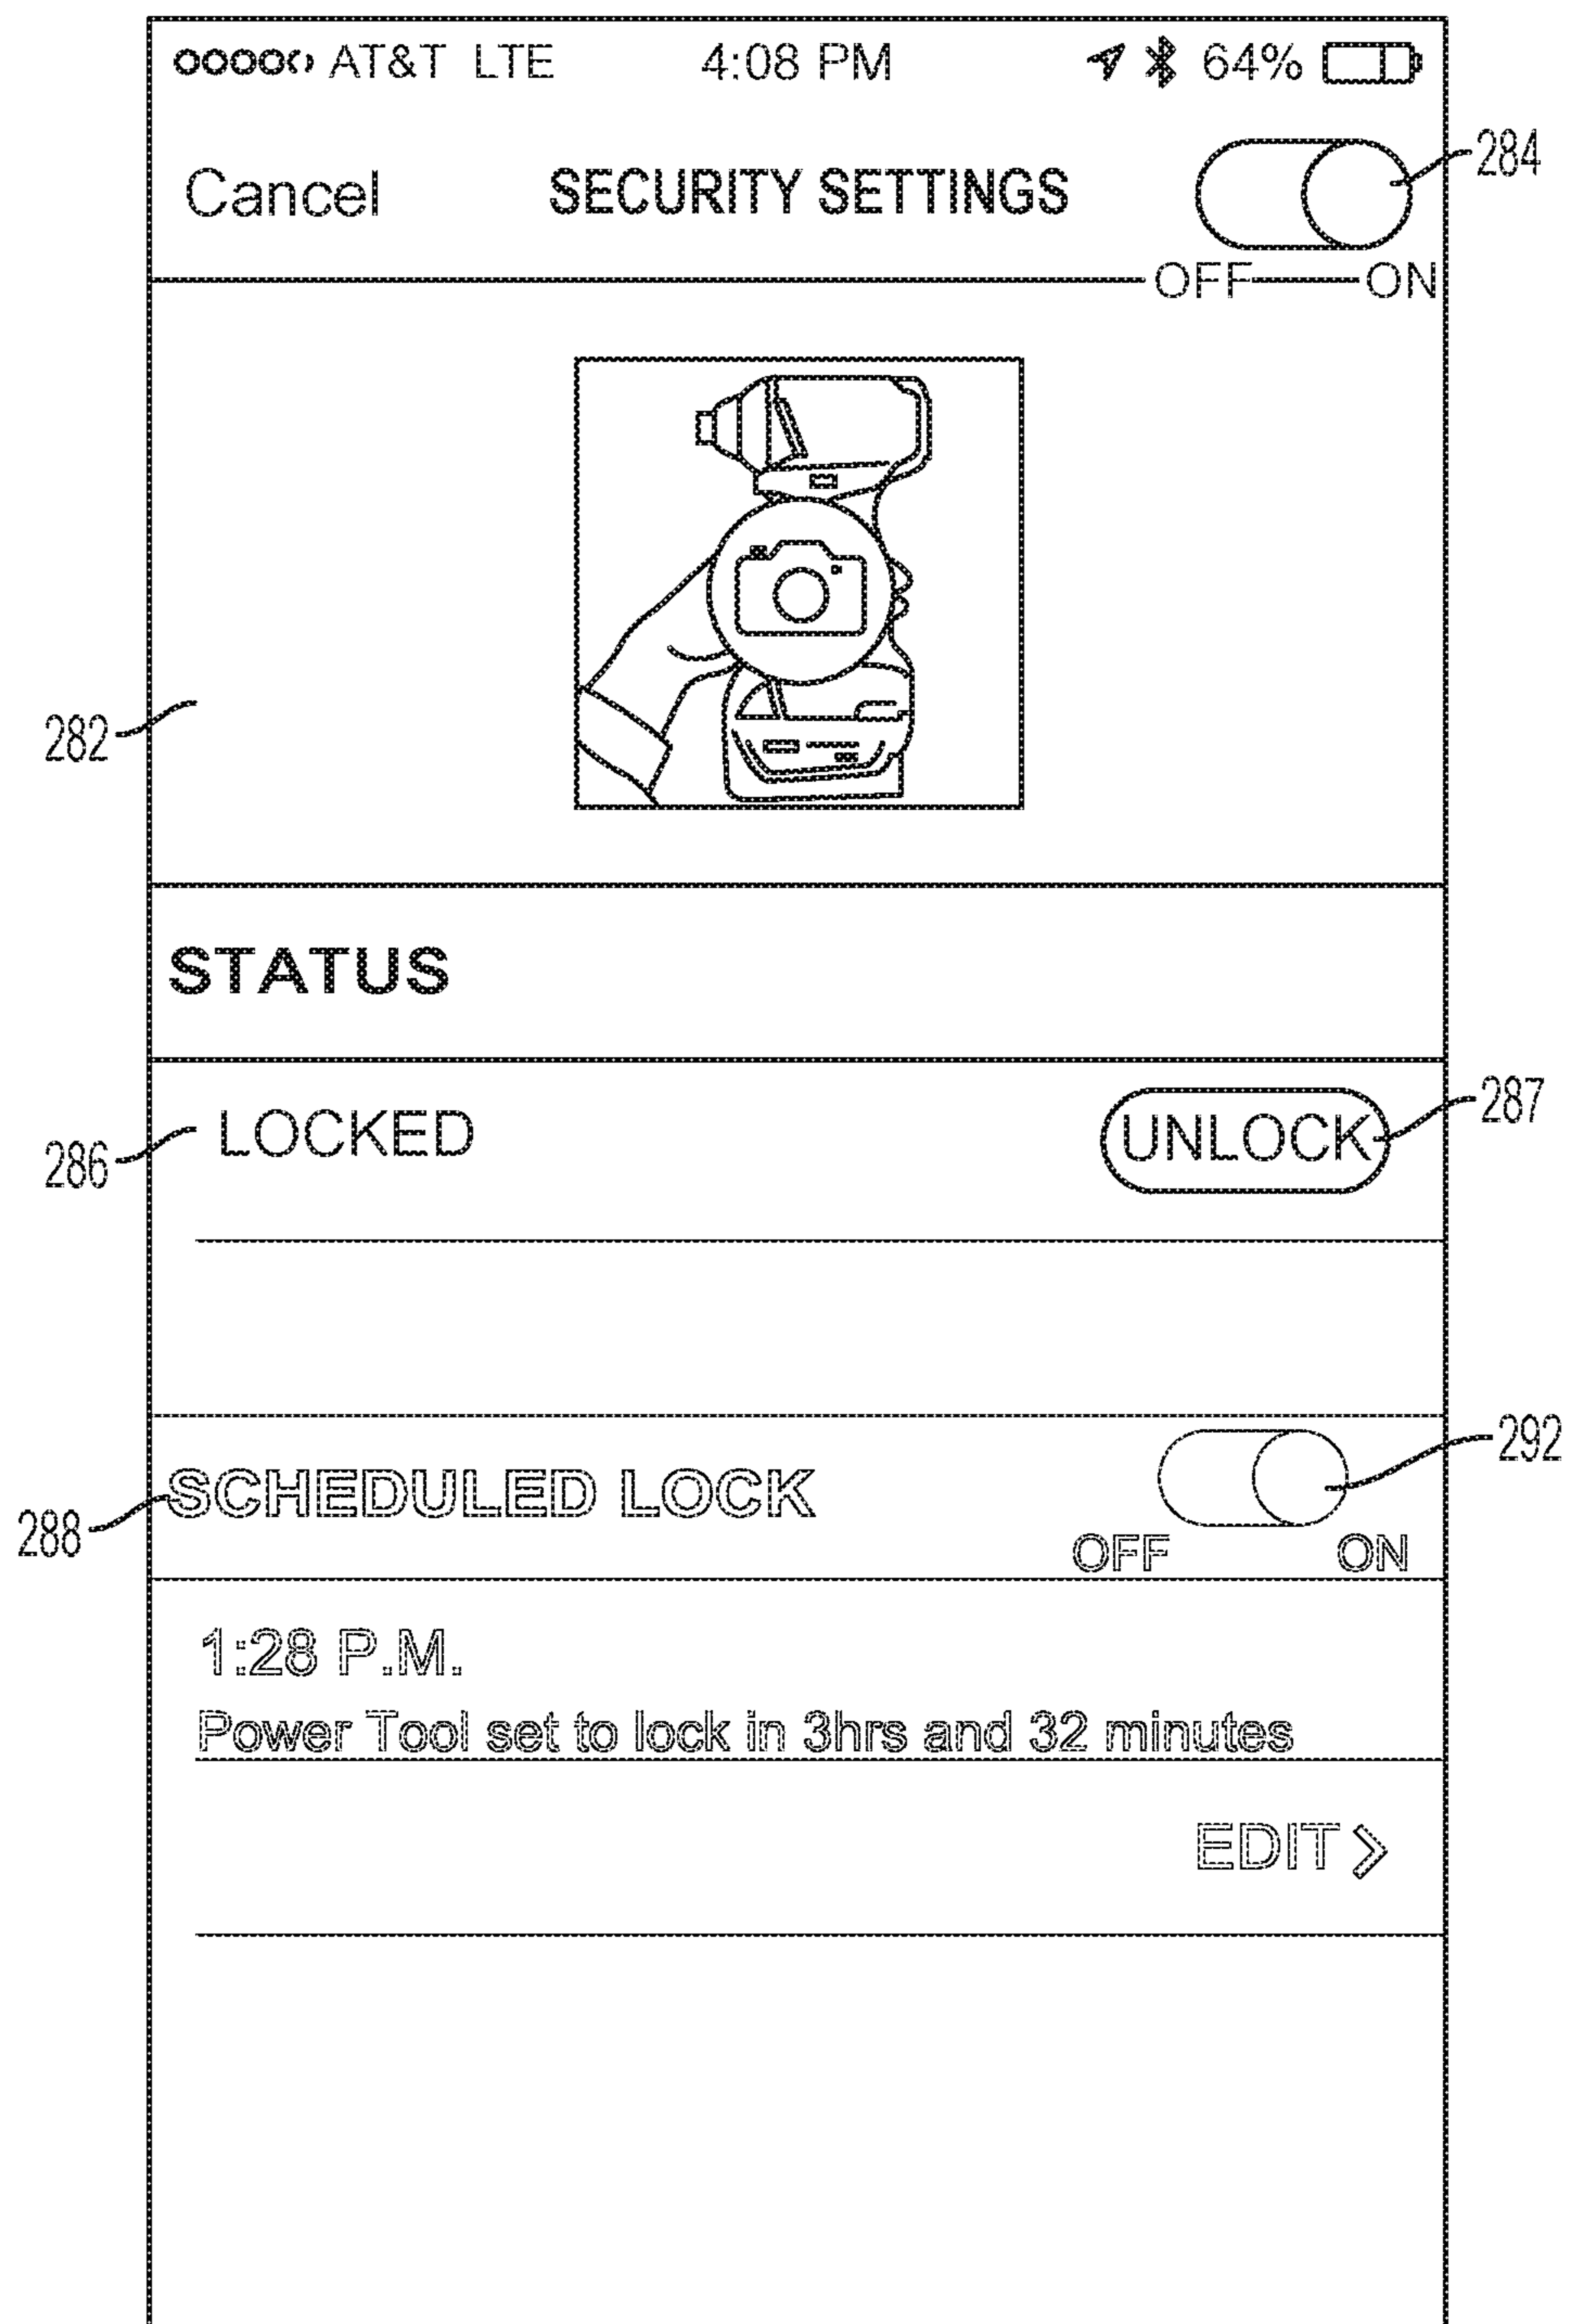 AT&T LTE 4:08 PM 64%
284
Cancel SECURITY SETTINGS
OFF ON
282
STATUS
286 LOCKED UNLOCK 287
292
288 SCHEDULED LOCK
OFF ON
1:28 P.M.
Power Tool set to lock in 3hrs and 32 minutes
EDIT >